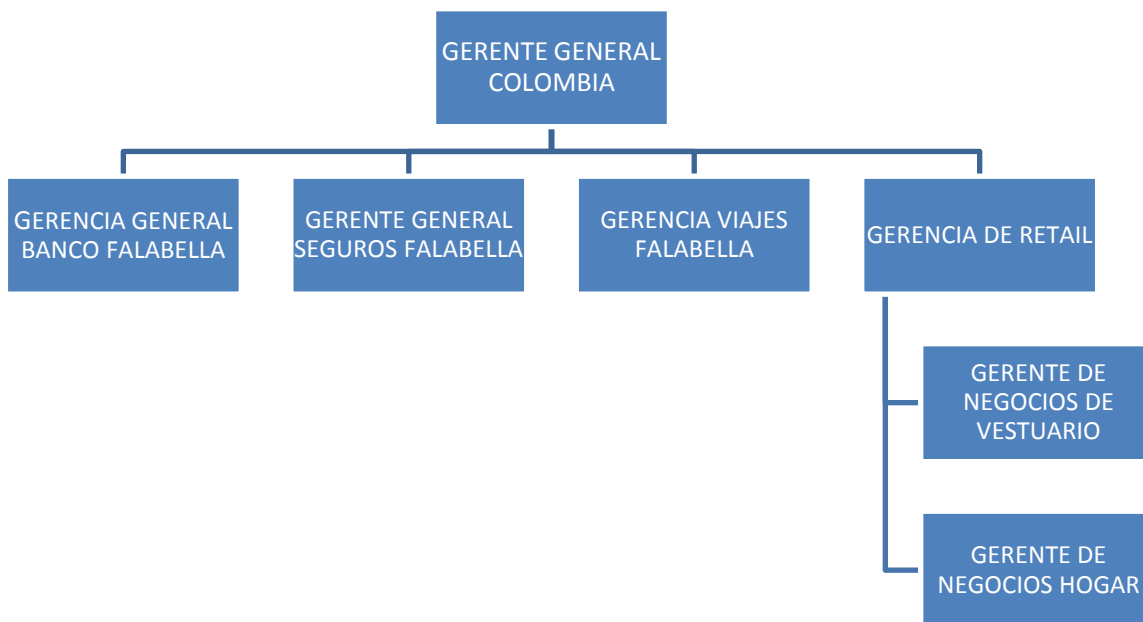 GERENTE GENERAL
COLOMBIA
GERENCIA GENERAL
BANCO FALABELLA
GERENTE GENERAL
SEGUROS FALABELLA
GERENCIA VIAJES
FALABELLA
GERENCIA DE RETAIL
GERENTE DE
NEGOCIOS DE
VESTUARIO
GERENTE DE
NEGOCIOS HOGAR